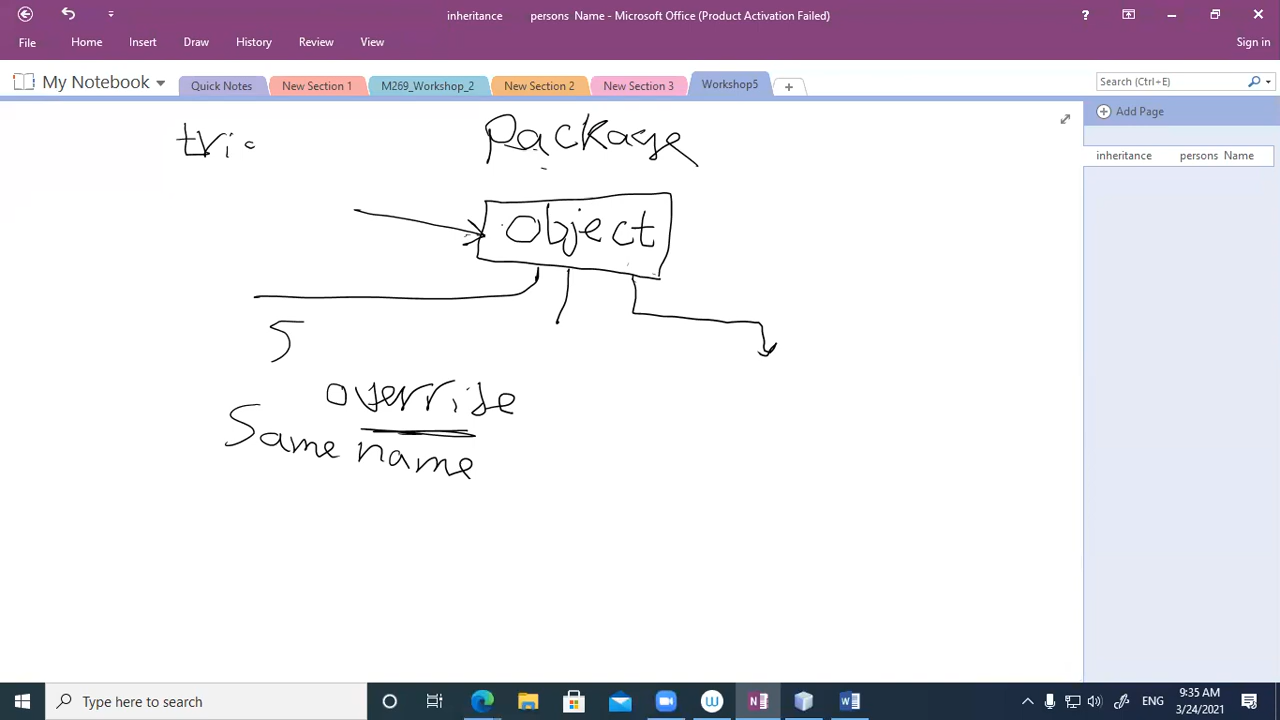 inheritance persons Name - Microsoft Office (Product Activation Failed)
File Home Insert Draw History Review View Sign in
My Notebook Quick Notes New Section 1 M269_Workshop_2 New Section 2 New Section 3 Workshop5 Search (Ctrl+E)
Add Page
inheritance persons Name
Package
Object
5
override
Same name
Type here to search
ENG
9:35 AM
3/24/2021